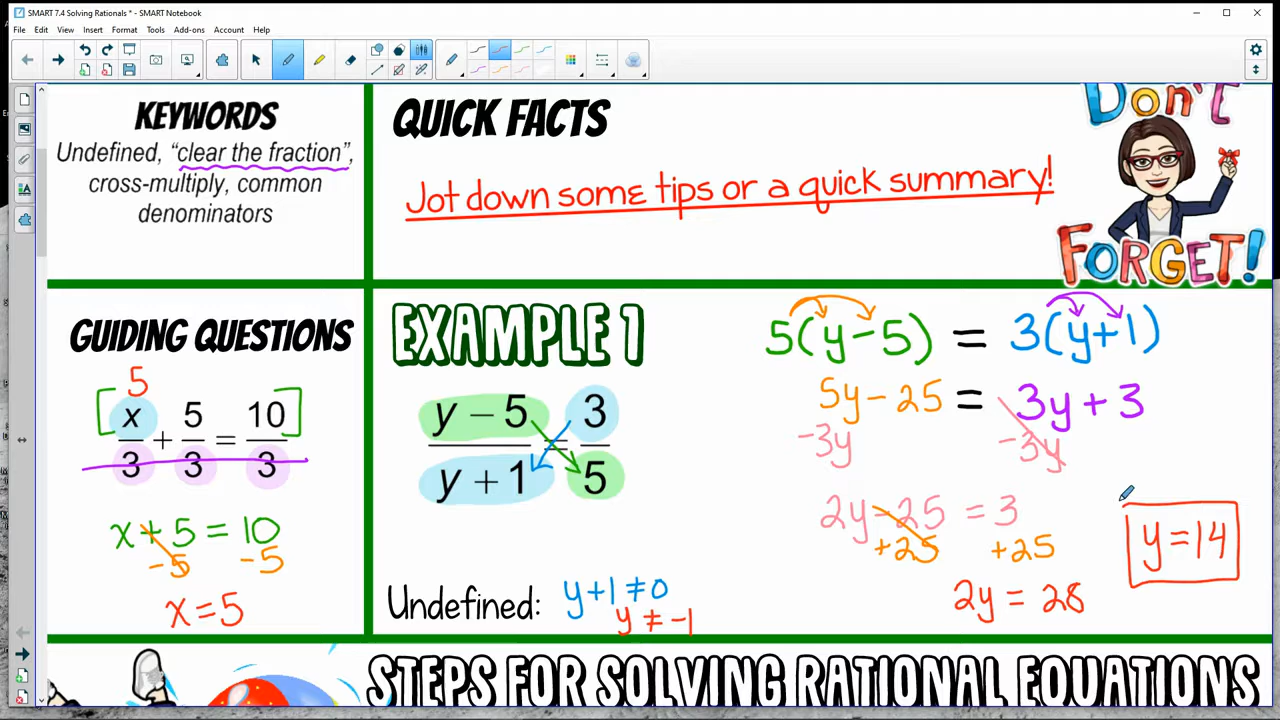 SMART 7.4 Solving Rationals * - SMART Notebook
File Edit View Insert Format Tools Add-ons Account Help
KEYWORDS
Undefined, “clear the fraction”,
cross-multiply, common
denominators
QUICK FACTS
Jot down some tips or a quick summary!
Don't
FORGET!
GUIDING QUESTIONS
5
[x/3 + 5/3 = 10/3]
x + 5 = 10
-5 -5
x = 5
EXAMPLE 1
(y − 5)/(y + 1) = 3/5
Undefined: y+1 ≠ 0
y ≠ -1
5(y-5) = 3(y+1)
5y-25 = 3y+3
-3y -3y
2y-25 = 3
+25 +25
2y = 28
y=14
STEPS FOR SOLVING RATIONAL EQUATIONS